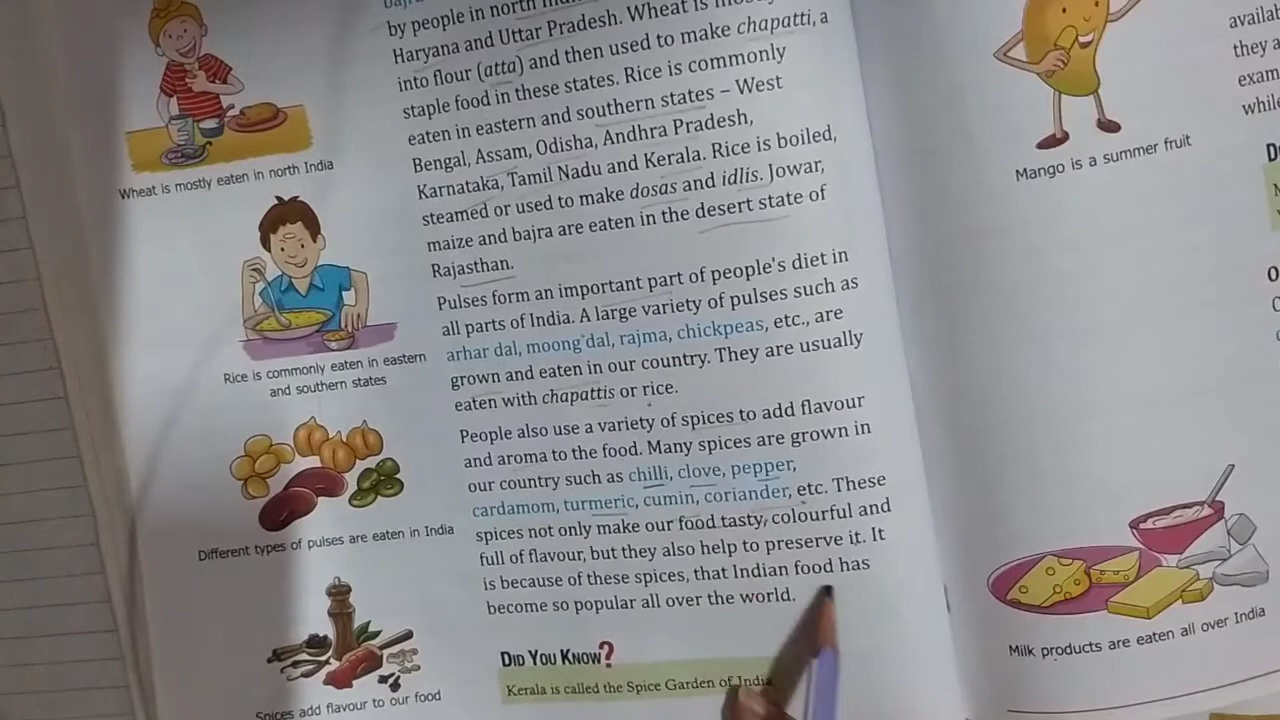 by people in north
Haryana and Uttar Pradesh. Wheat is
into flour (atta) and then used to make chapatti, a
staple food in these states. Rice is commonly
eaten in eastern and southern states – West
Bengal, Assam, Odisha, Andhra Pradesh,
Karnataka, Tamil Nadu and Kerala. Rice is boiled,
steamed or used to make dosas and idlis. Jowar,
maize and bajra are eaten in the desert state of
Rajasthan.
Pulses form an important part of people's diet in
all parts of India. A large variety of pulses such as
arhar dal, moong dal, rajma, chickpeas, etc., are
grown and eaten in our country. They are usually
eaten with chapattis or rice.
People also use a variety of spices to add flavour
and aroma to the food. Many spices are grown in
our country such as chilli, clove, pepper,
cardamom, turmeric, cumin, coriander, etc. These
spices not only make our food tasty, colourful and
full of flavour, but they also help to preserve it. It
is because of these spices, that Indian food has
become so popular all over the world.
DID YOU KNOW?
Kerala is called the Spice Garden of India
Wheat is mostly eaten in north India
Rice is commonly eaten in eastern
and southern states
Different types of pulses are eaten in India
Spices add flavour to our food
Mango is a summer fruit
Milk products are eaten all over India
they
while